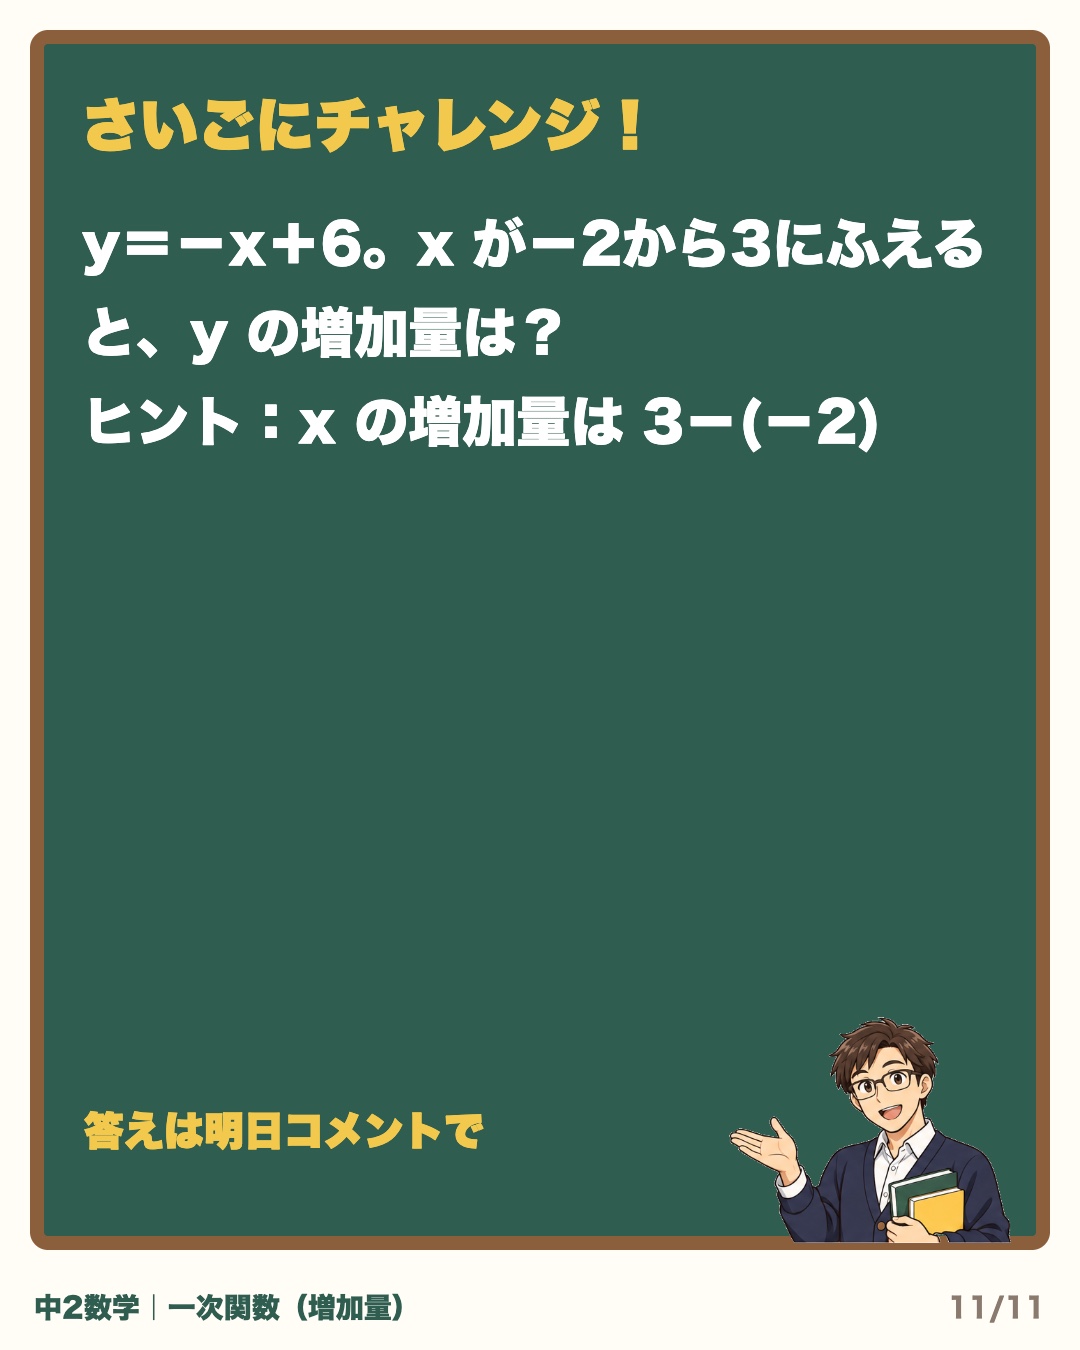 さいごにチャレンジ！
y＝−x＋6。x が−2から3にふえる
と、y の増加量は？
ヒント：x の増加量は 3−(−2)
答えは明日コメントで
中2数学｜一次関数（増加量）
11/11